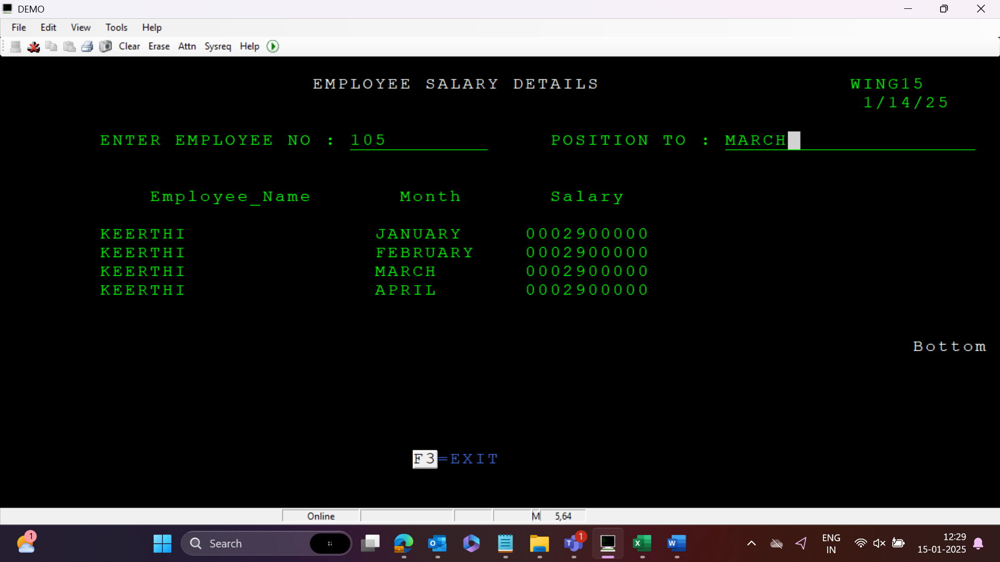 DEMO
File Edit View Tools Help
Clear Erase Attn Sysreq Help
EMPLOYEE SALARY DETAILS WING15
1/14/25
ENTER EMPLOYEE NO : 105 POSITION TO : MARCH
Employee_Name Month Salary
KEERTHI JANUARY 0002900000
KEERTHI FEBRUARY 0002900000
KEERTHI MARCH 0002900000
KEERTHI APRIL 0002900000
Bottom
F3=EXIT
Online M 5,64
1 Search 1 ENG 12:29
IN 15-01-2025